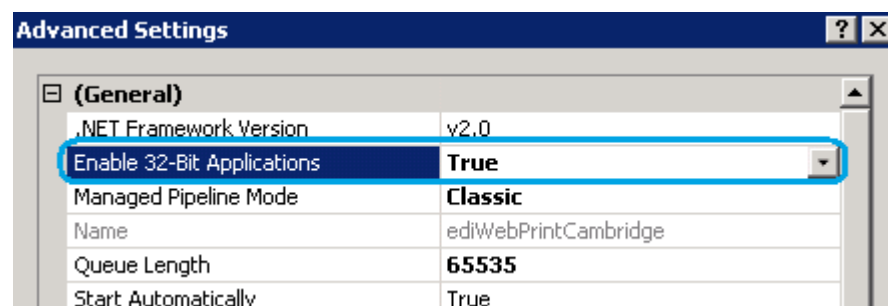 Advanced Settings
(General)
.NET Framework Version v2.0
Enable 32-Bit Applications True
Managed Pipeline Mode Classic
Name ediWebPrintCambridge
Queue Length 65535
Start Automatically True